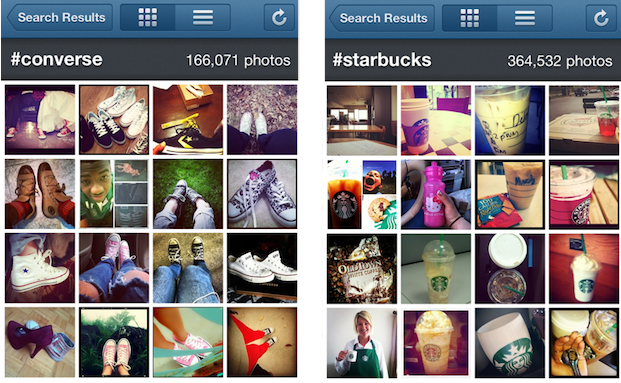 Search Results
#converse 166,071 photos
Search Results
#starbucks 364,532 photos